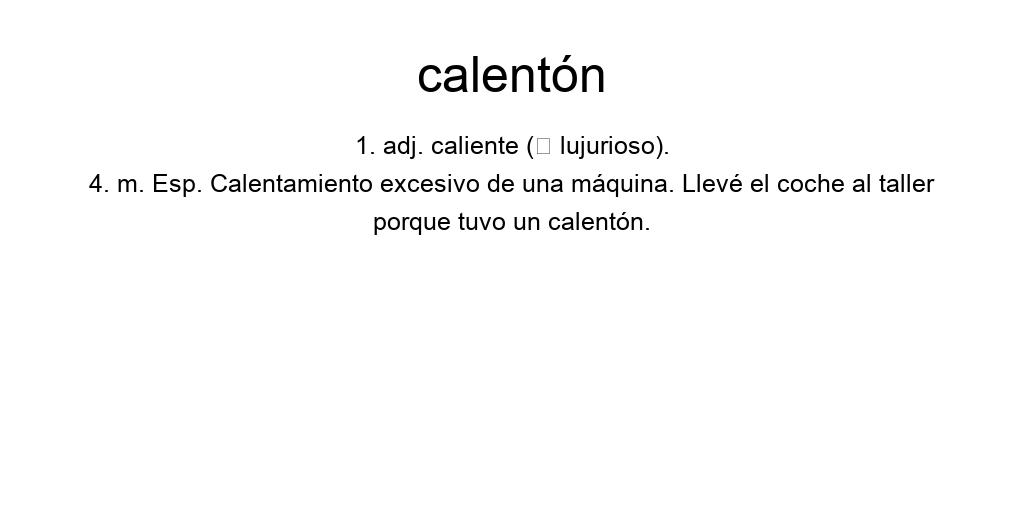 calentón
1. adj. caliente (□ lujurioso).
4. m. Esp. Calentamiento excesivo de una máquina. Llevé el coche al taller
porque tuvo un calentón.